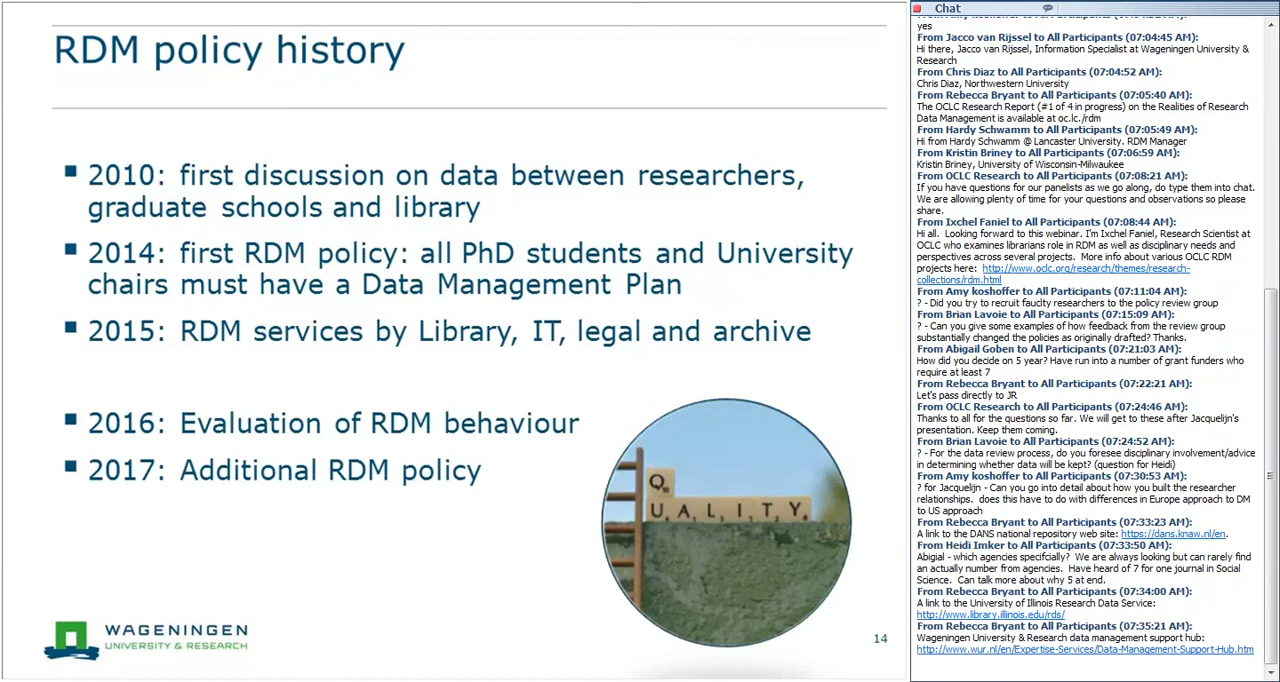 RDM policy history
2010: first discussion on data between researchers,
graduate schools and library
2014: first RDM policy: all PhD students and University
chairs must have a Data Management Plan
2015: RDM services by Library, IT, legal and archive
2016: Evaluation of RDM behaviour
2017: Additional RDM policy
Q
UALITY
WAGENINGEN
UNIVERSITY & RESEARCH
14
Chat
yes
From Jacco van Rijssel to All Participants (07:04:45 AM):
Hi there, Jacco van Rijssel, Information Specialist at Wageningen University &
Research
From Chris Diaz to All Participants (07:04:52 AM):
Chris Diaz, Northwestern University
From Rebecca Bryant to All Participants (07:05:40 AM):
The OCLC Research Report (#1 of 4 in progress) on the Realities of Research
Data Management is available at oc.lc./rdm
From Hardy Schwamm to All Participants (07:05:49 AM):
Hi from Hardy Schwamm @ Lancaster University. RDM Manager
From Kristin Briney to All Participants (07:06:59 AM):
Kristin Briney, University of Wisconsin-Milwaukee
From OCLC Research to All Participants (07:08:21 AM):
If you have questions for our panelists as we go along, do type them into chat.
We are allowing plenty of time for your questions and observations so please
share.
From Ixchel Faniel to All Participants (07:08:44 AM):
Hi all.  Looking forward to this webinar. I'm Ixchel Faniel, Research Scientist at
OCLC who examines librarians role in RDM as well as disciplinary needs and
perspectives across several projects.  More info about various OCLC RDM
projects here:  http://www.oclc.org/research/themes/research-
collections/rdm.html
From Amy koshoffer to All Participants (07:11:04 AM):
? - Did you try to recruit fauclty researchers to the policy review group
From Brian Lavoie to All Participants (07:15:09 AM):
? - Can you give some examples of how feedback from the review group
substantially changed the policies as originally drafted? Thanks.
From Abigail Goben to All Participants (07:21:03 AM):
How did you decide on 5 year? Have run into a number of grant funders who
require at least 7
From Rebecca Bryant to All Participants (07:22:21 AM):
Let's pass directly to JR
From OCLC Research to All Participants (07:24:46 AM):
Thanks to all for the questions so far. We will get to these after Jacquelijn's
presentation. Keep them coming.
From Brian Lavoie to All Participants (07:24:52 AM):
? - For the data review process, do you foresee disciplinary involvement/advice
in determining whether data will be kept? (question for Heidi)
From Amy koshoffer to All Participants (07:30:53 AM):
? for Jacquelijn - Can you go into detail about how you built the researcher
relationships.  does this have to do with differences in Europe approach to DM
to US approach
From Rebecca Bryant to All Participants (07:33:23 AM):
A link to the DANS national repository web site: https://dans.knaw.nl/en.
From Heidi Imker to All Participants (07:33:50 AM):
Abigial - which agencies specifcially?  We are always looking but can rarely find
an actually number from agencies.  Have heard of 7 for one journal in Social
Science.  Can talk more about why 5 at end.
From Rebecca Bryant to All Participants (07:34:00 AM):
A link to the University of Illinois Research Data Service:
http://www.library.illinois.edu/rds/
From Rebecca Bryant to All Participants (07:35:21 AM):
Wageningen University & Research data management support hub:
http://www.wur.nl/en/Expertise-Services/Data-Management-Support-Hub.htm